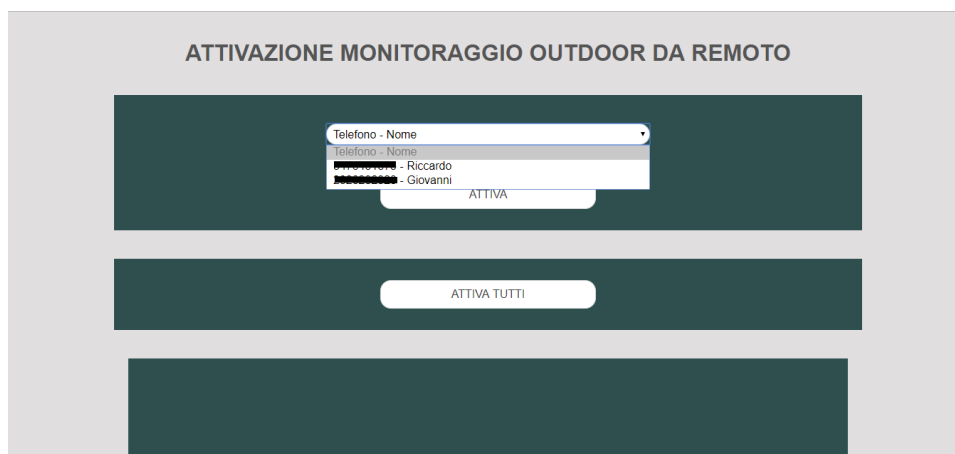 ATTIVAZIONE MONITORAGGIO OUTDOOR DA REMOTO
Telefono - Nome
Telefono - Nome
- Riccardo
- Giovanni
ATTIVA
ATTIVA TUTTI